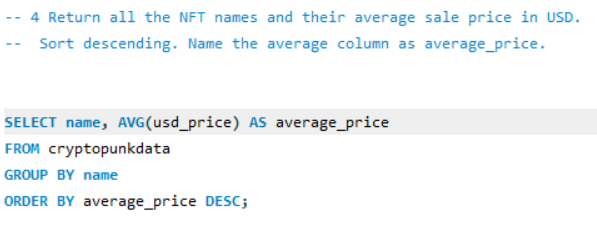 -- 4 Return all the NFT names and their average sale price in USD.
--  Sort descending. Name the average column as average_price.
SELECT name, AVG(usd_price) AS average_price
FROM cryptopunkdata
GROUP BY name
ORDER BY average_price DESC;